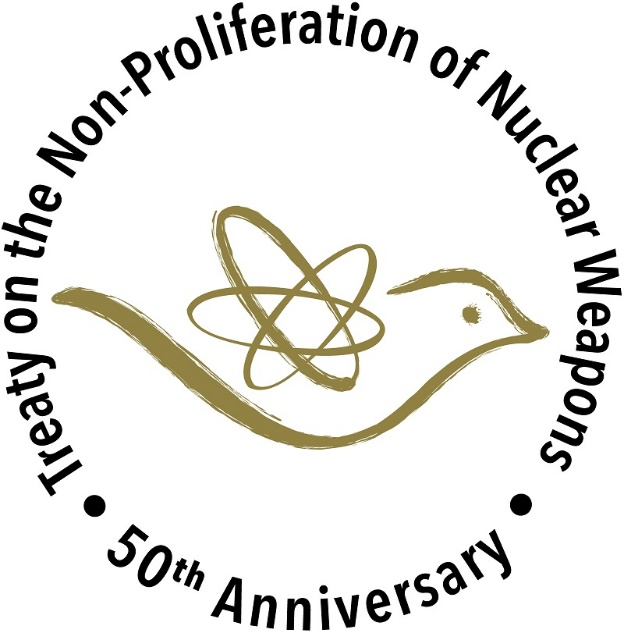 Treaty on the Non-Proliferation of Nuclear Weapons
• 50th Anniversary •